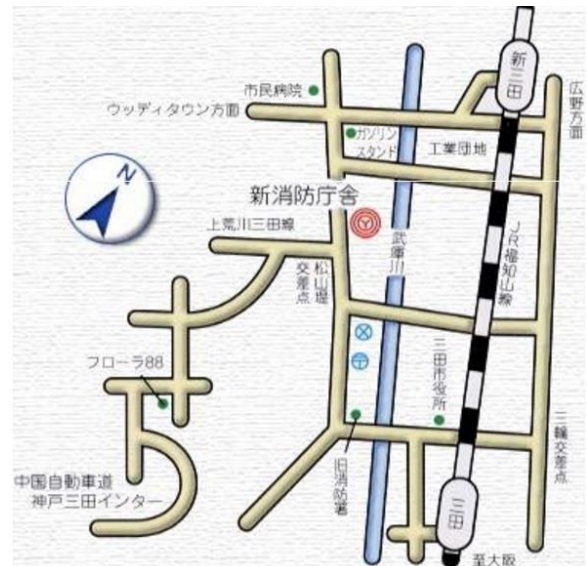 新三田
市民病院
ウッディタウン方面
広野方面
ガソリン
スタンド
工業団地
N
新消防庁舎
上荒川三田線
松山堤
交差点
武庫川
JR福知山線
フローラ88
三田市役所
旧消防署
三輪交差点
中国自動車道
神戸三田インター
三田
至大阪